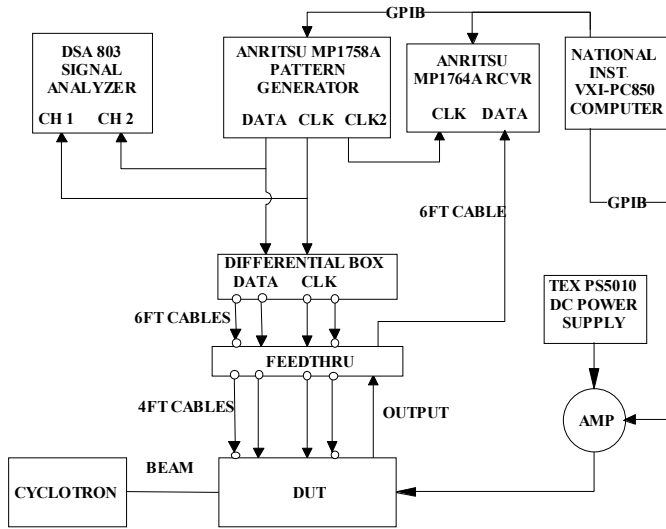 GPIB
DSA 803
SIGNAL
ANALYZER
CH 1 CH 2
ANRITSU MP1758A
PATTERN
GENERATOR
DATA CLK CLK2
ANRITSU
MP1764A RCVR
CLK DATA
NATIONAL
INST.
VXI-PC850
COMPUTER
6FT CABLE
GPIB
DIFFERENTIAL BOX
DATA CLK
6FT CABLES
TEX PS5010
DC POWER
SUPPLY
FEEDTHRU
4FT CABLES
OUTPUT
AMP
BEAM
CYCLOTRON
DUT